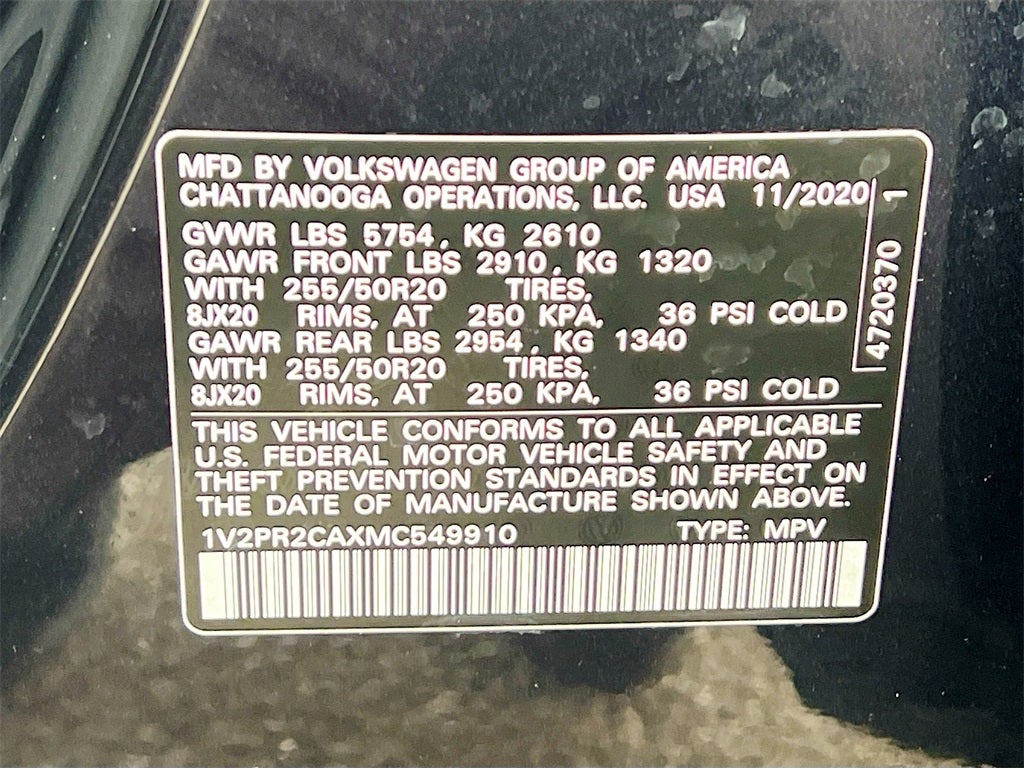 MFD BY VOLKSWAGEN GROUP OF AMERICA
CHATTANOOGA OPERATIONS, LLC. USA 11/2020
GVWR LBS 5754, KG 2610
GAWR FRONT LBS 2910, KG 1320
WITH 255/50R20 TIRES,
8JX20 RIMS, AT 250 KPA, 36 PSI COLD
GAWR REAR LBS 2954, KG 1340
WITH 255/50R20 TIRES,
8JX20 RIMS, AT 250 KPA, 36 PSI COLD
THIS VEHICLE CONFORMS TO ALL APPLICABLE
U.S. FEDERAL MOTOR VEHICLE SAFETY AND
THEFT PREVENTION STANDARDS IN EFFECT ON
THE DATE OF MANUFACTURE SHOWN ABOVE.
1V2PR2CAXMC549910 TYPE: MPV
4720370 1